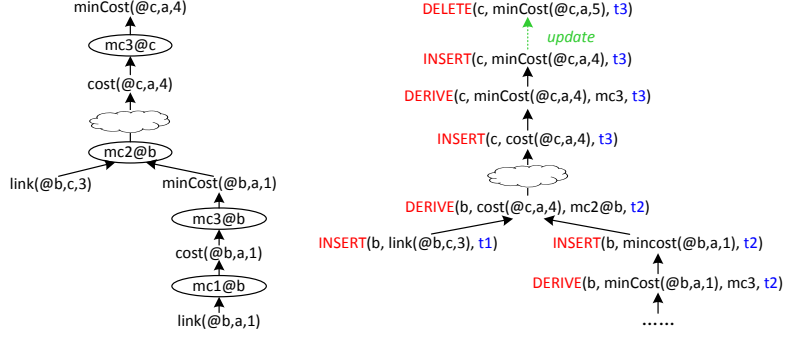 minCost(@c,a,4)
mc3@c
cost(@c,a,4)
mc2@b
link(@b,c,3)
minCost(@b,a,1)
mc3@b
cost(@b,a,1)
mc1@b
link(@b,a,1)
DELETE(c, minCost(@c,a,5), t3)
update
INSERT(c, minCost(@c,a,4), t3)
DERIVE(c, minCost(@c,a,4), mc3, t3)
INSERT(c, cost(@c,a,4), t3)
DERIVE(b, cost(@c,a,4), mc2@b, t2)
INSERT(b, link(@b,c,3), t1)
INSERT(b, mincost(@b,a,1), t2)
DERIVE(b, minCost(@b,a,1), mc3, t2)
……